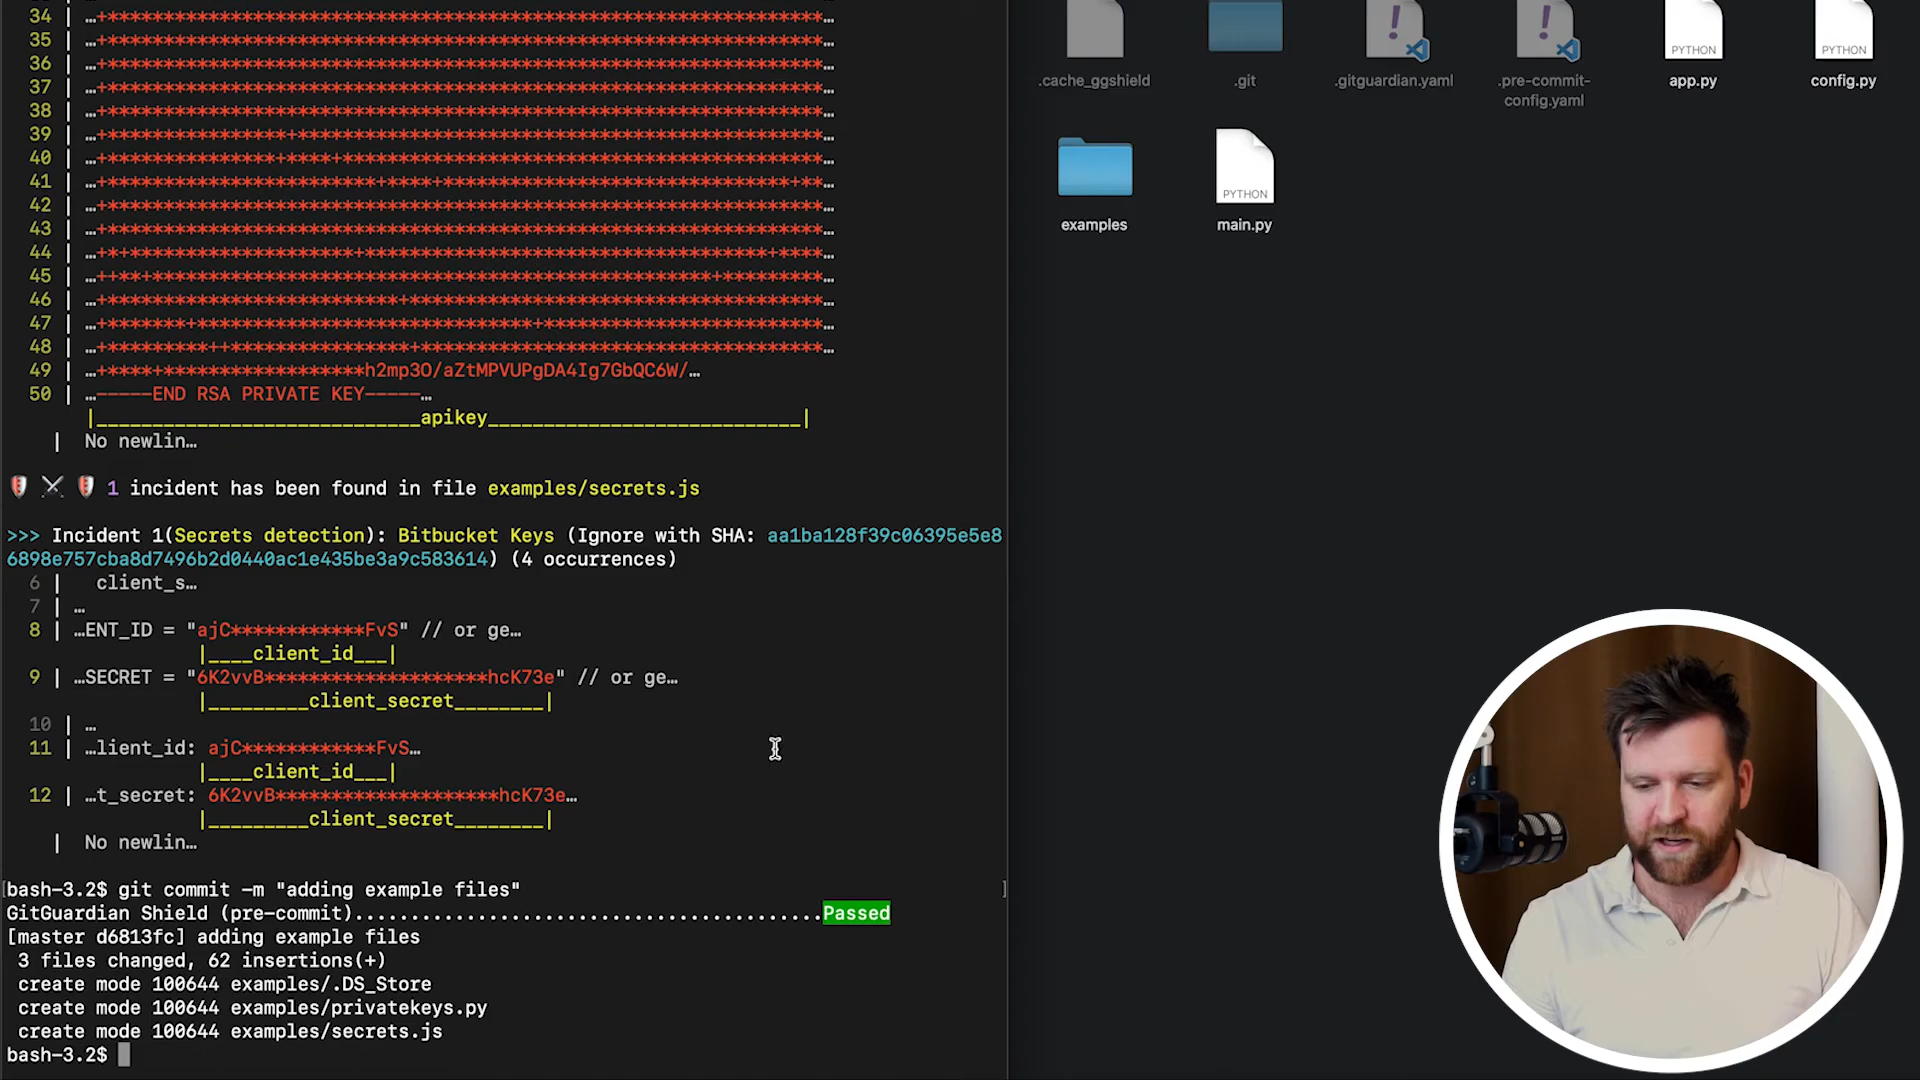 34 | …+****************************************************************…
35 | …+****************************************************************…
36 | …+****************************************************************…
37 | …+****************************************************************…
38 | …+****************************************************************…
39 | …+****************+***********************************************…
40 | …+***************+****+*******************************************…
41 | …+************************+****+*******************************+**…
42 | …+****************************************************************…
43 | …+****************************************************************…
44 | …+*+********************+************************************+****…
45 | …++**+**************************************************+*********…
46 | …+**************************+*************************************…
47 | …+*******+******************************+*************************…
48 | …+*********++****************+************************************…
49 | …+****+******************h2mp3O/aZtMPVUPgDA4Ig7GbQC6W/…
50 | …-----END RSA PRIVATE KEY-----…
|_____________________________apikey____________________________|
| No newlin…
1 incident has been found in file examples/secrets.js
>>> Incident 1(Secrets detection): Bitbucket Keys (Ignore with SHA: aa1ba128f39c06395e5e8
6898e757cba8d7496b2d0440ac1e435be3a9c583614) (4 occurrences)
6 | client_s…
7 | …
8 | …ENT_ID = "ajC************FvS" // or ge…
|____client_id___|
9 | …SECRET = "6K2vvB********************hcK73e" // or ge…
|_________client_secret________|
10 | …
11 | …lient_id: ajC************FvS…
|____client_id___|
12 | …t_secret: 6K2vvB********************hcK73e…
|_________client_secret________|
| No newlin…
[bash-3.2$ git commit -m "adding example files" ]
GitGuardian Shield (pre-commit)..........................................Passed
[master d6813fc] adding example files
3 files changed, 62 insertions(+)
create mode 100644 examples/.DS_Store
create mode 100644 examples/privatekeys.py
create mode 100644 examples/secrets.js
bash-3.2$
.cache_ggshield
.git
.gitguardian.yaml
.pre-commit-
config.yaml
PYTHON
app.py
PYTHON
config.py
examples
PYTHON
main.py